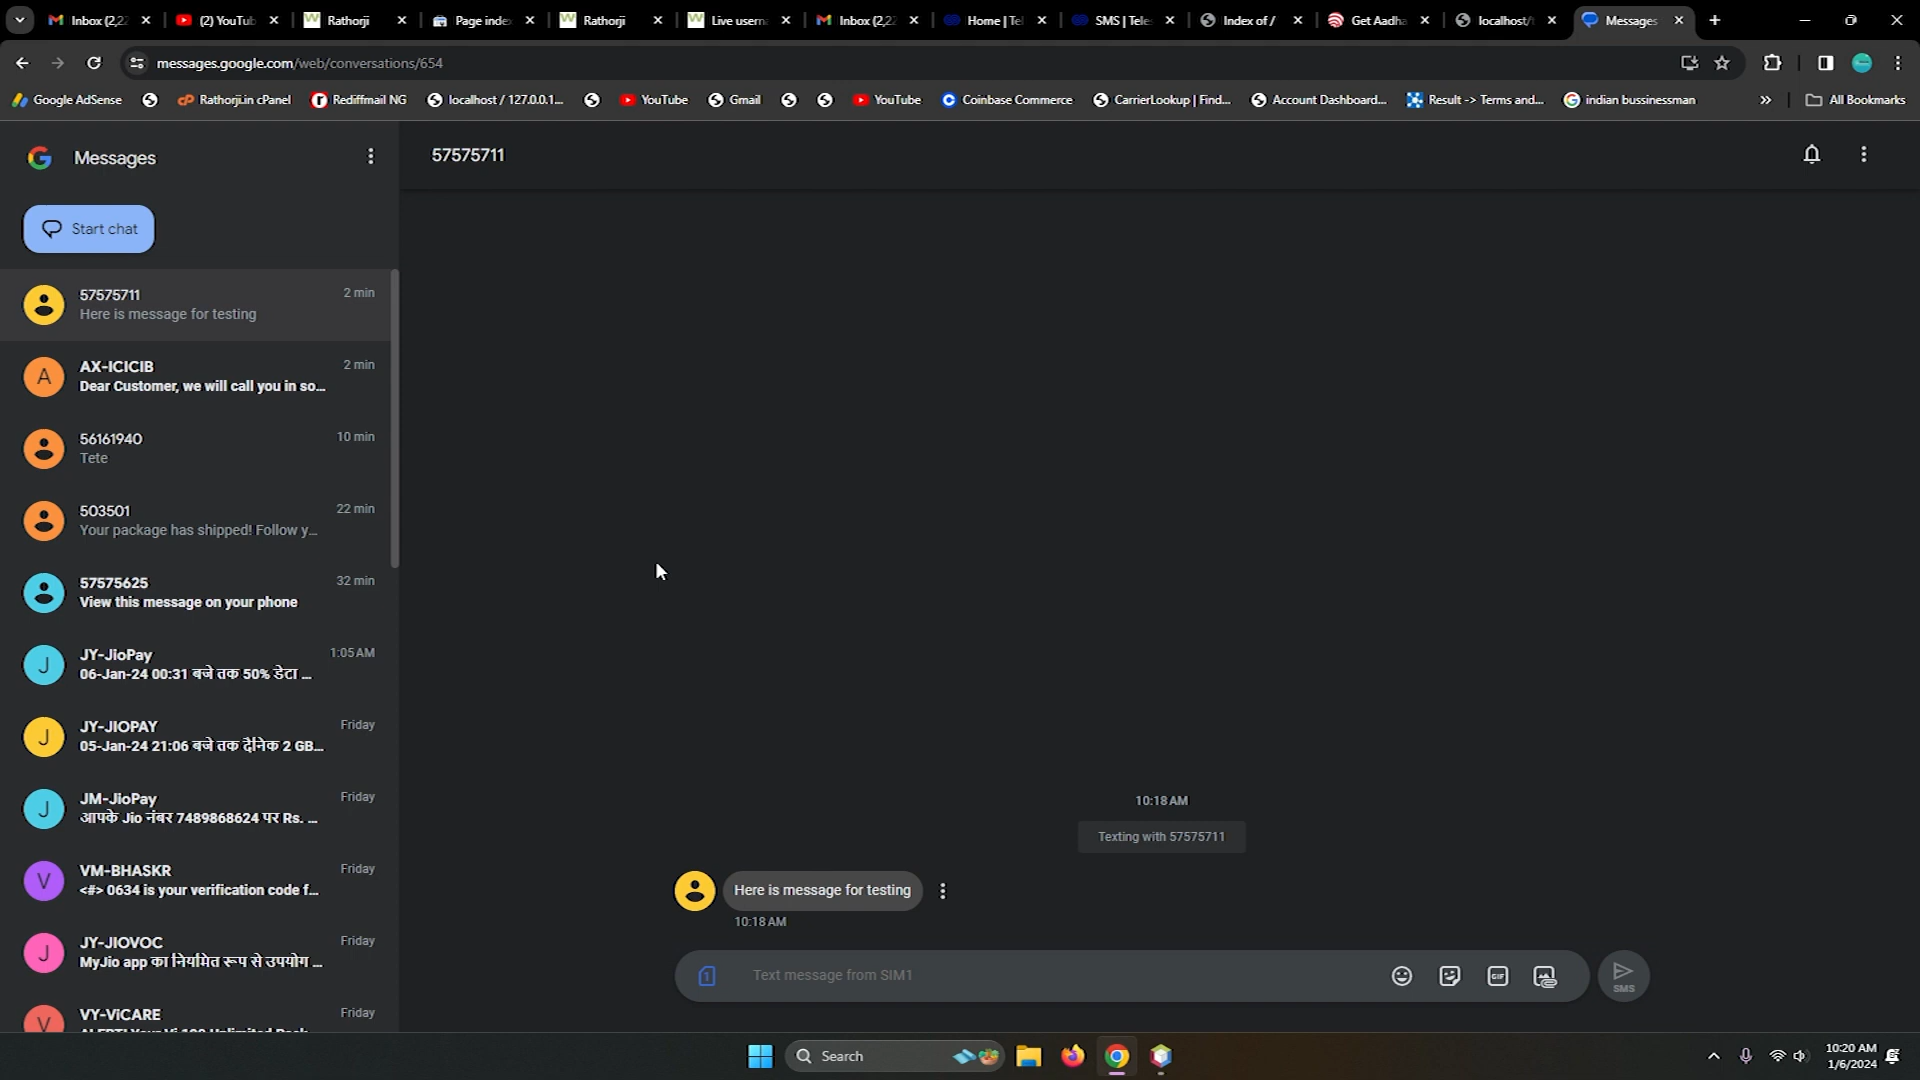 Inbox (2,22
(2) YouTub
Rathorji
Page inde
Rathorji
Live usern
Inbox (2,22
Home | Tel
SMS | Tele
Index of /
Get Aadha
localhost/
Messages
messages.google.com/web/conversations/654
Google AdSense
Rathorji.in cPanel
Rediffmail NG
localhost / 127.0.0.1...
YouTube
Gmail
YouTube
Coinbase Commerce
CarrierLookup | Find...
Account Dashboard...
Result -> Terms and...
indian bussinessman
All Bookmarks
Messages
57575711
Start chat
57575711
2 min
Here is message for testing
AX-ICICIB
2 min
Dear Customer, we will call you in so...
56161940
10 min
Tete
503501
22 min
Your package has shipped! Follow y...
57575625
32 min
View this message on your phone
JY-JioPay
1:05 AM
06-Jan-24 00:31 बजे तक 50% डेटा ...
JY-JIOPAY
Friday
05-Jan-24 21:06 बजे तक दैनिक 2 GB...
JM-JioPay
Friday
आपके Jio नंबर 7489868624 पर Rs. ...
VM-BHASKR
Friday
<#> 0634 is your verification code f...
JY-JIOVOC
Friday
MyJio app का नियमित रूप से उपयोग ...
VY-ViCARE
Friday
10:18 AM
Texting with 57575711
Here is message for testing
10:18 AM
Text message from SIM1
GIF
SMS
Search
10:20 AM
1/6/2024